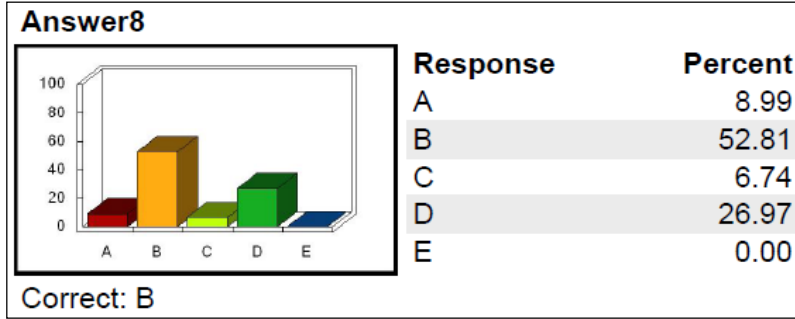 Answer8
100
80
60
40
20
0
A B C D E
Response Percent
A 8.99
B 52.81
C 6.74
D 26.97
E 0.00
Correct: B